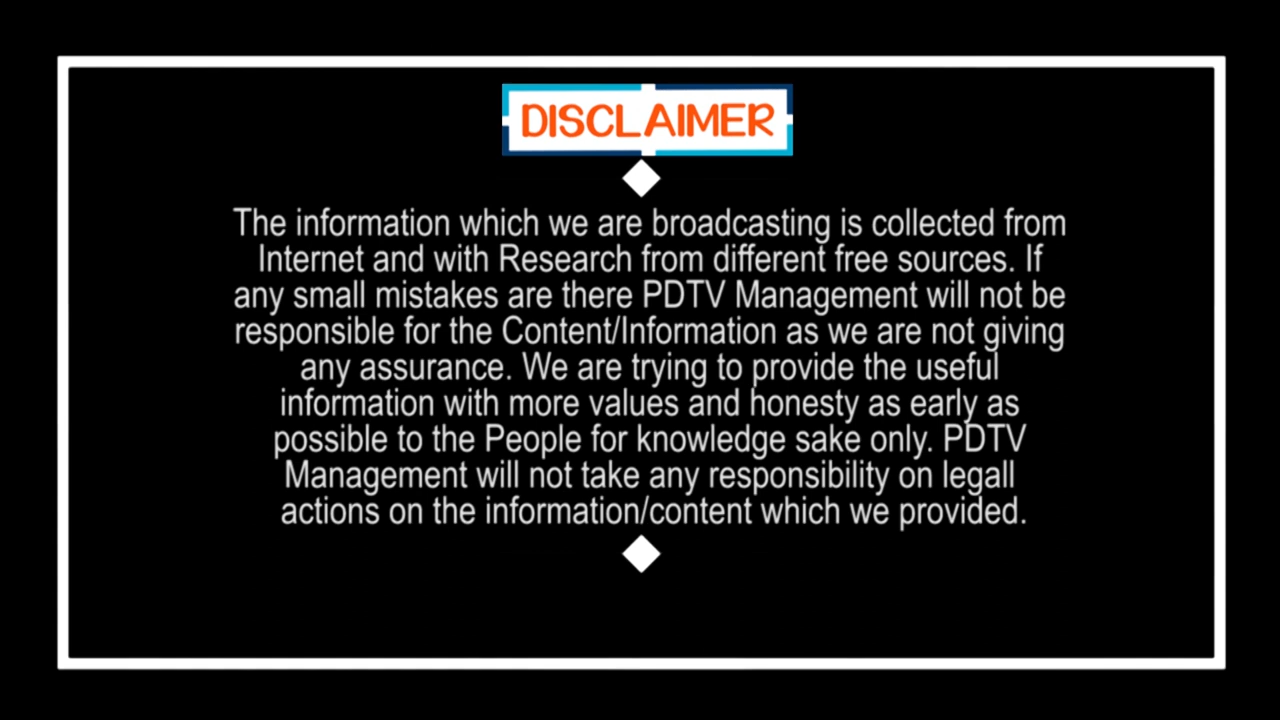 DISCLAIMER
The information which we are broadcasting is collected from
Internet and with Research from different free sources. If
any small mistakes are there PDTV Management will not be
responsible for the Content/Information as we are not giving
any assurance. We are trying to provide the useful
information with more values and honesty as early as
possible to the People for knowledge sake only. PDTV
Management will not take any responsibility on legall
actions on the information/content which we provided.